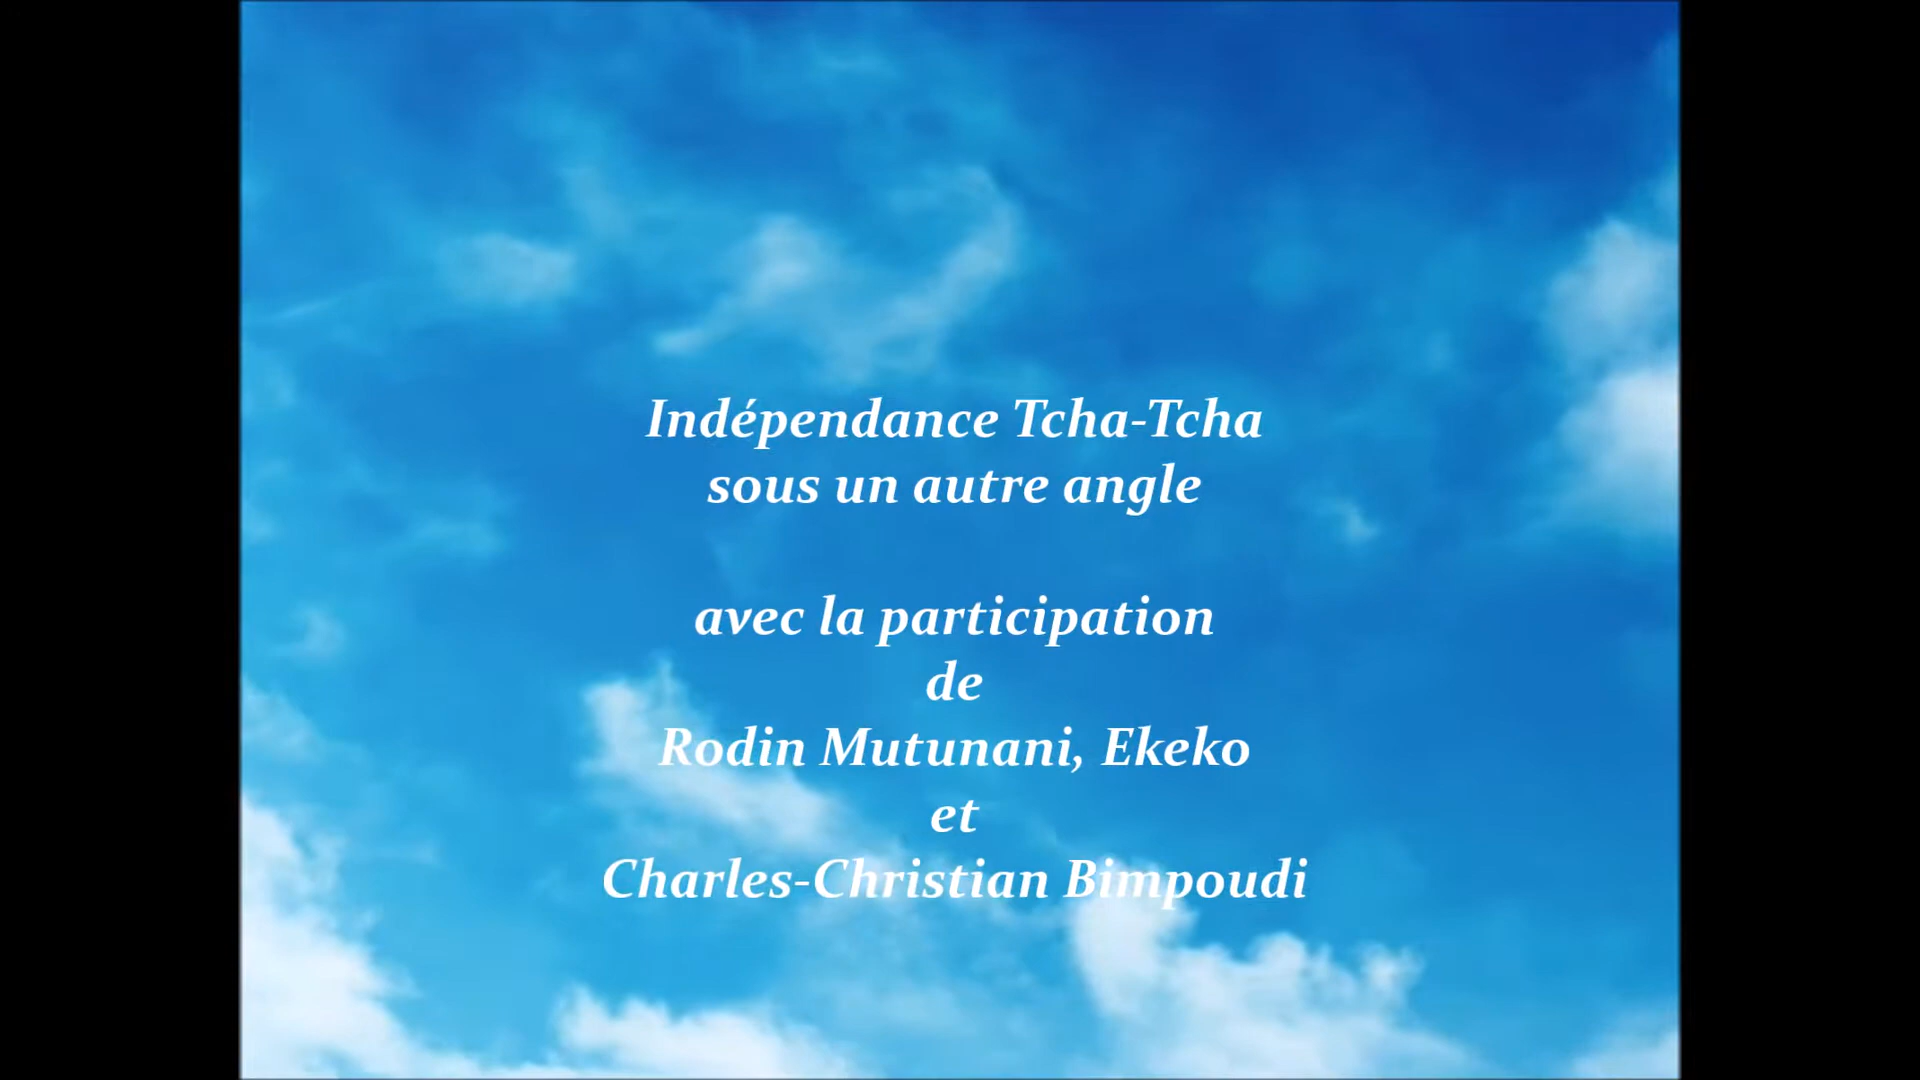 Indépendance Tcha-Tcha
sous un autre angle
avec la participation
de
Rodin Mutunani, Ekeko
et
Charles-Christian Bimpoudi